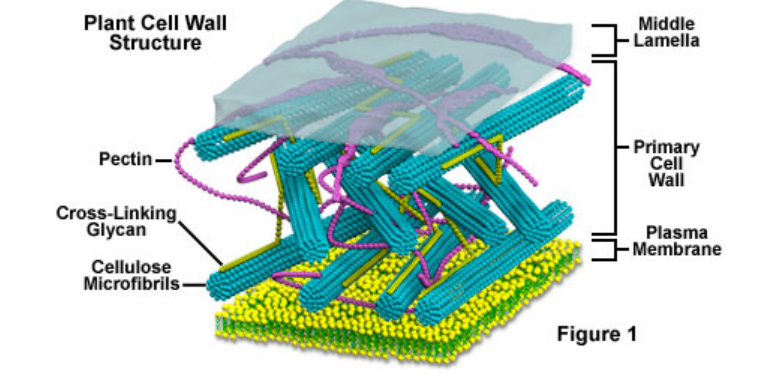 Plant Cell Wall
Structure
Middle
Lamella
Pectin
Primary
Cell
Wall
Cross-Linking
Glycan
Plasma
Membrane
Cellulose
Microfibrils
Figure 1